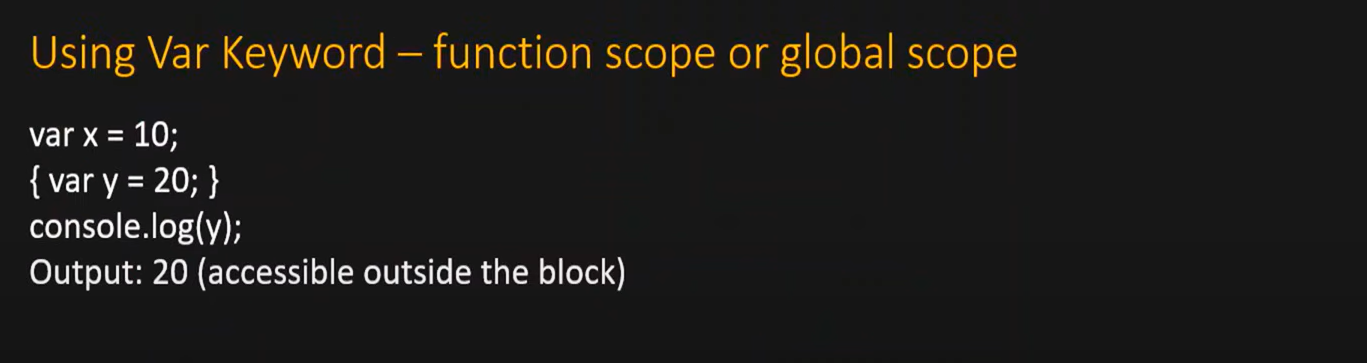 Using Var Keyword – function scope or global scope
var x = 10;
{ var y = 20; }
console.log(y);
Output: 20 (accessible outside the block)